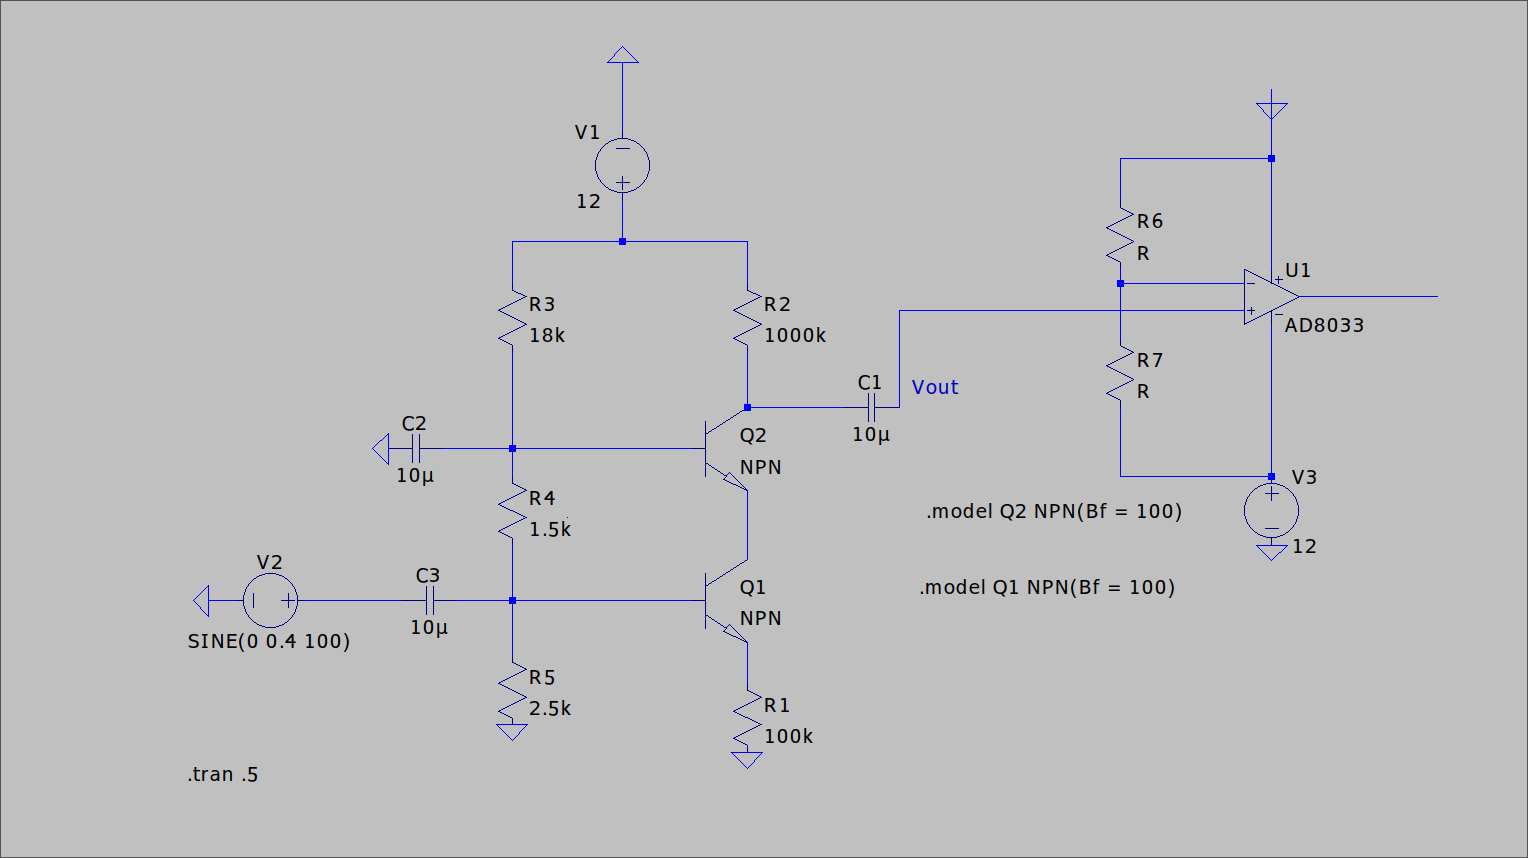 V1
12
R3
18k
R2
1000k
R6
R
U1
AD8033
C1
10µ
Vout
R7
R
C2
10µ
Q2
NPN
R4
1.5k
V3
12
.model Q2 NPN(Bf = 100)
V2
SINE(0 0.4 100)
C3
10µ
Q1
NPN
.model Q1 NPN(Bf = 100)
R5
2.5k
R1
100k
.tran .5